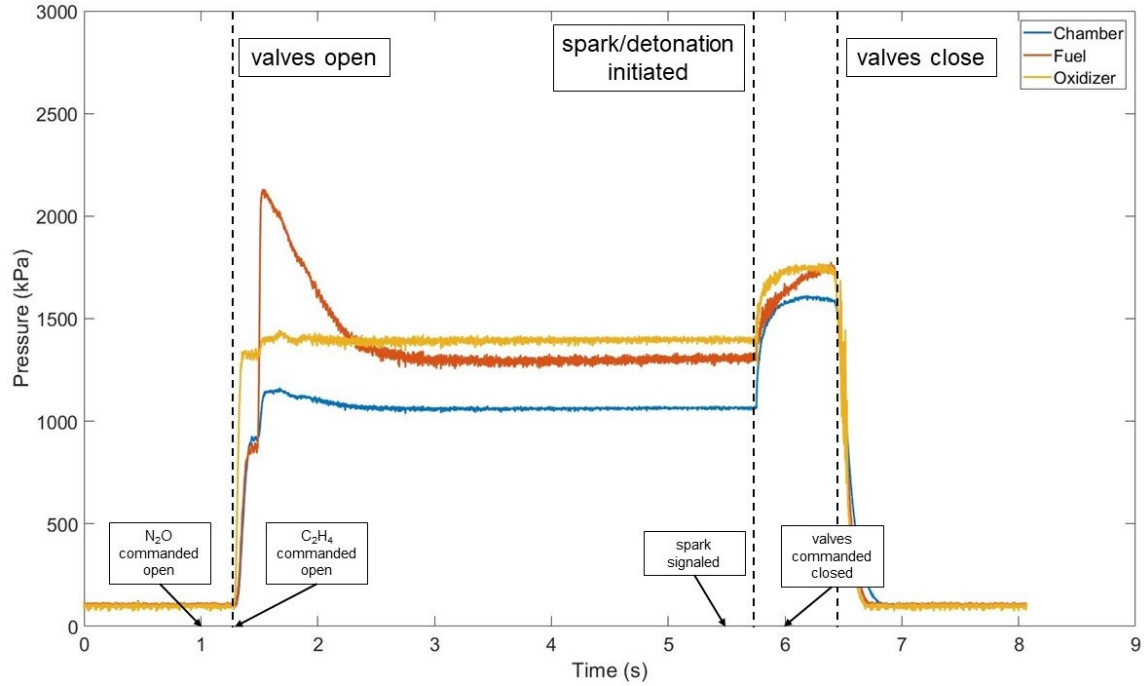 3000
2500
2000
1500
1000
500
0
Pressure (kPa)
valves open
spark/detonation
initiated
valves close
Chamber
Fuel
Oxidizer
N₂O
commanded
open
C₂H₄
commanded
open
spark
signaled
valves
commanded
closed
0 1 2 3 4 5 6 7 8 9
Time (s)